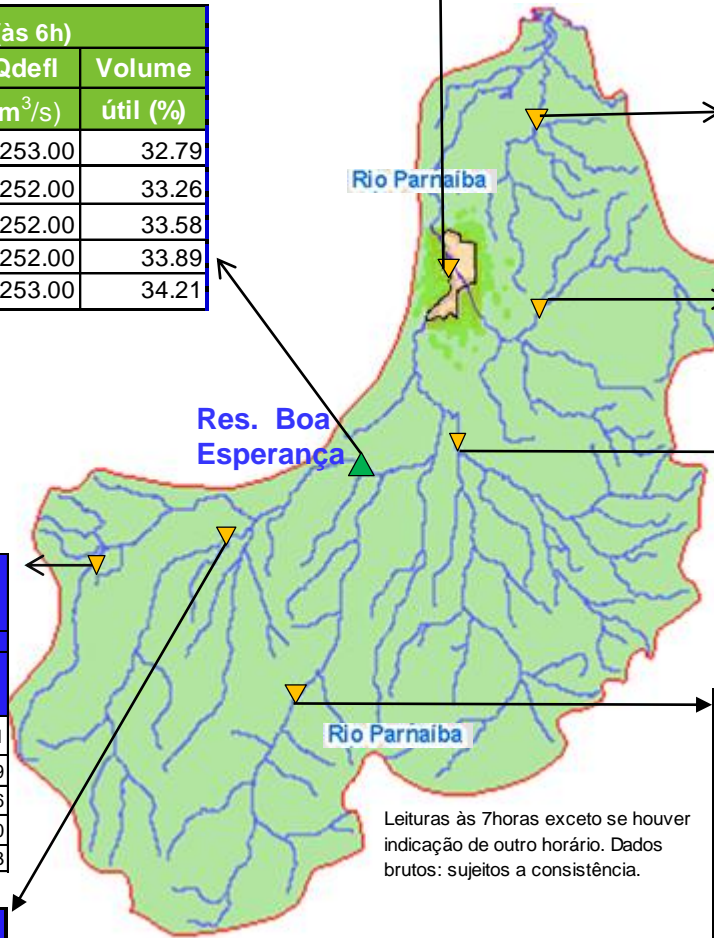 às 6h)
Qdefl Volume
m³/s) útil (%)
253.00 32.79
252.00 33.26
252.00 33.58
252.00 33.89
253.00 34.21
Rio Parnaíba
Res. Boa
Esperança
Rio Parnaíba
Leituras às 7horas exceto se houver
indicação de outro horário. Dados
brutos: sujeitos a consistência.